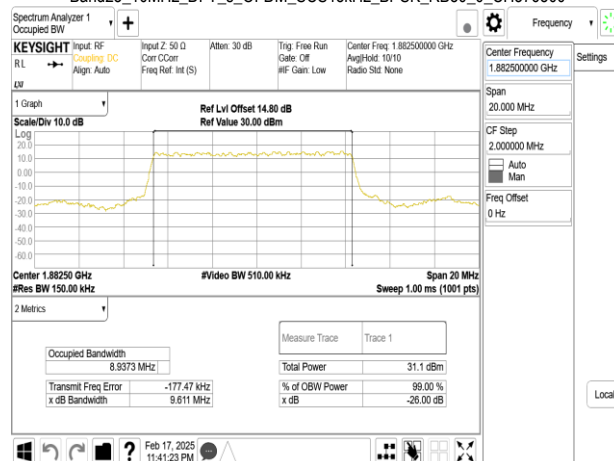 Spectrum Analyzer 1
Occupied BW
Frequency
Settings
KEYSIGHT
RL
LXI
Input: RF
Coupling: DC
Align: Auto
Input Z: 50 Ω
Corr CCorr
Freq Ref: Int (S)
Atten: 30 dB
Trig: Free Run
Gate: Off
#IF Gain: Low
Center Freq: 1.882500000 GHz
Avg|Hold: 10/10
Radio Std: None
Center Frequency
1.882500000 GHz
Span
20.000 MHz
CF Step
2.000000 MHz
Auto
Man
Freq Offset
0 Hz
1 Graph
Scale/Div 10.0 dB
Ref Lvl Offset 14.80 dB
Ref Value 30.00 dBm
Log
20.0
10.0
0.00
-10.0
-20.0
-30.0
-40.0
-50.0
-60.0
Center 1.88250 GHz
#Res BW 150.00 kHz
#Video BW 510.00 kHz
Span 20 MHz
Sweep 1.00 ms (1001 pts)
2 Metrics
Measure Trace
Trace 1
Occupied Bandwidth
8.9373 MHz
Total Power
31.1 dBm
Transmit Freq Error
-177.47 kHz
% of OBW Power
99.00 %
x dB Bandwidth
9.611 MHz
x dB
-26.00 dB
Local
Feb 17, 2025
11:41:23 PM